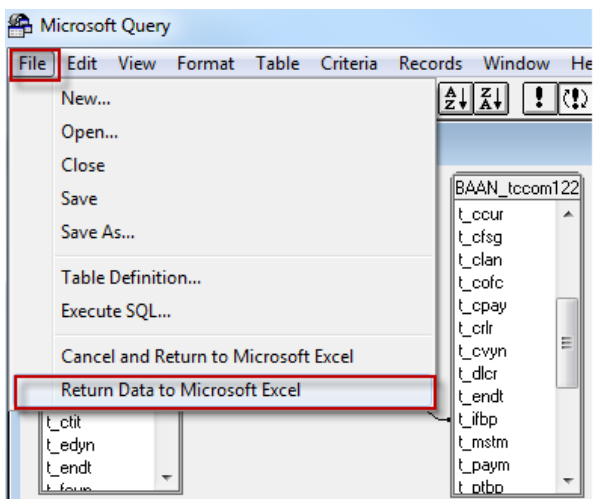 Microsoft Query
File Edit View Format Table Criteria Records Window He
New...
Open...
Close
Save
Save As...
Table Definition...
Execute SQL...
Cancel and Return to Microsoft Excel
Return Data to Microsoft Excel
BAAN_tccom122
t_ccur
t_cfsg
t_clan
t_cofc
t_cpay
t_crlr
t_cvyn
t_dlcr
t_endt
t_ifbp
t_mstm
t_paym
t_ptbp
t_ctit
t_edyn
t_endt